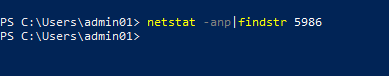 PS C:\Users\admin01> netstat -anp|findstr 5986
PS C:\Users\admin01>